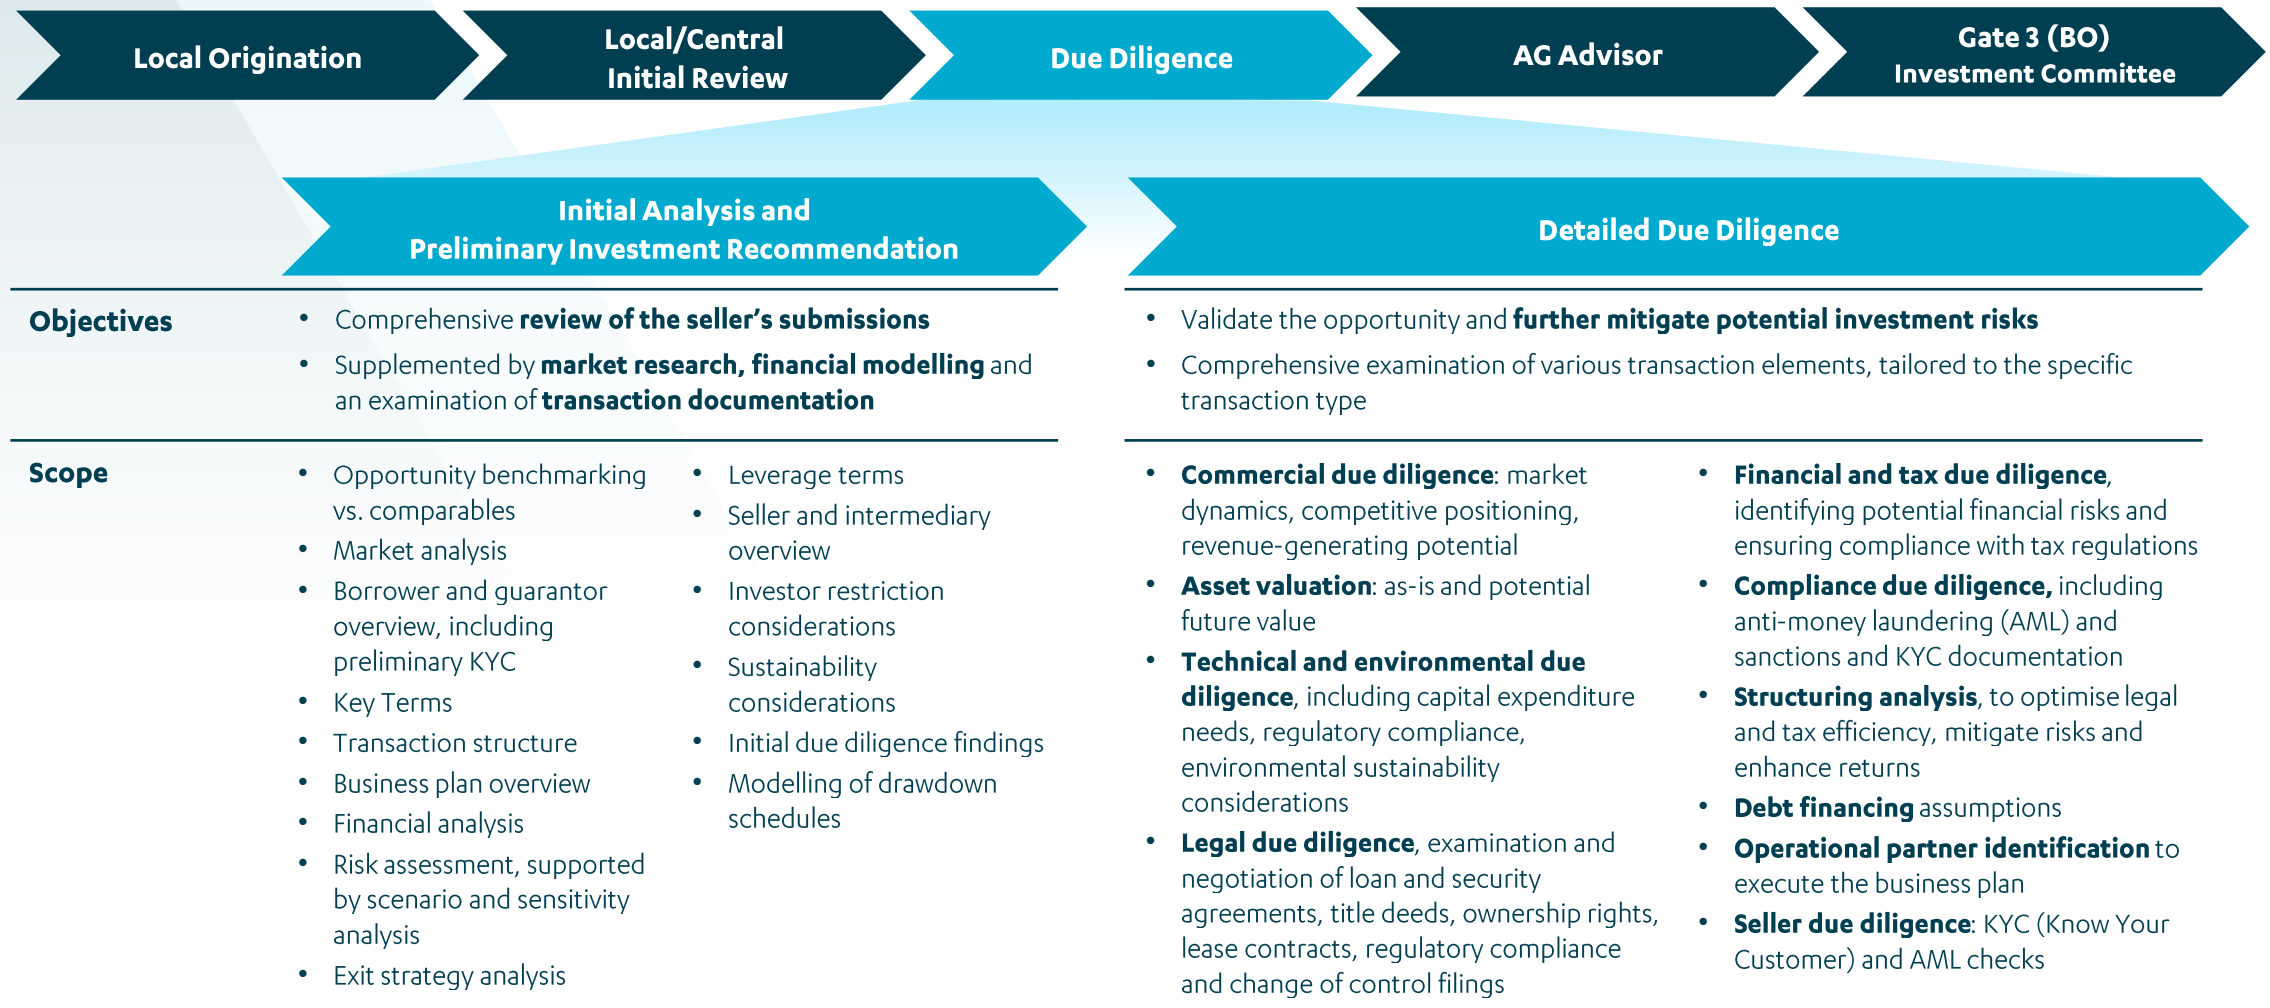 Local Origination
Local/Central
Initial Review
Due Diligence
AG Advisor
Gate 3 (BO)
Investment Committee
Initial Analysis and
Preliminary Investment Recommendation
Detailed Due Diligence
Objectives
• Comprehensive review of the seller’s submissions
• Supplemented by market research, financial modelling and
an examination of transaction documentation
• Validate the opportunity and further mitigate potential investment risks
• Comprehensive examination of various transaction elements, tailored to the specific
transaction type
Scope
• Opportunity benchmarking
vs. comparables
• Market analysis
• Borrower and guarantor
overview, including
preliminary KYC
• Key Terms
• Transaction structure
• Business plan overview
• Financial analysis
• Risk assessment, supported
by scenario and sensitivity
analysis
• Exit strategy analysis
• Leverage terms
• Seller and intermediary
overview
• Investor restriction
considerations
• Sustainability
considerations
• Initial due diligence findings
• Modelling of drawdown
schedules
• Commercial due diligence: market
dynamics, competitive positioning,
revenue-generating potential
• Asset valuation: as-is and potential
future value
• Technical and environmental due
diligence, including capital expenditure
needs, regulatory compliance,
environmental sustainability
considerations
• Legal due diligence, examination and
negotiation of loan and security
agreements, title deeds, ownership rights,
lease contracts, regulatory compliance
and change of control filings
• Financial and tax due diligence,
identifying potential financial risks and
ensuring compliance with tax regulations
• Compliance due diligence, including
anti-money laundering (AML) and
sanctions and KYC documentation
• Structuring analysis, to optimise legal
and tax efficiency, mitigate risks and
enhance returns
• Debt financing assumptions
• Operational partner identification to
execute the business plan
• Seller due diligence: KYC (Know Your
Customer) and AML checks